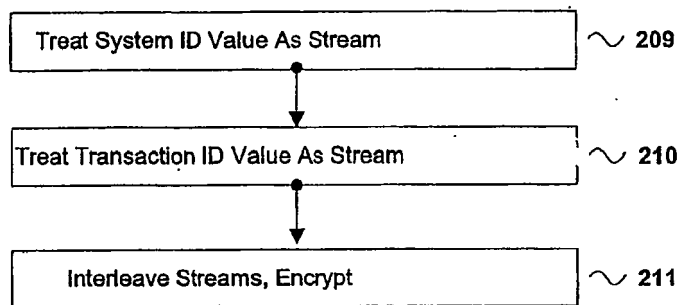 Treat System ID Value As Stream 209
Treat Transaction ID Value As Stream 210
Interleave Streams, Encrypt 211